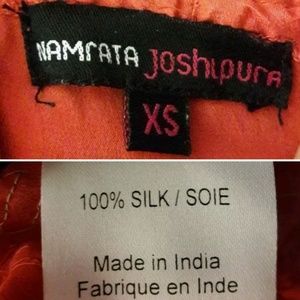 NAMRATA Joshipura
XS
100% SILK / SOIE
Made in India
Fabrique en Inde